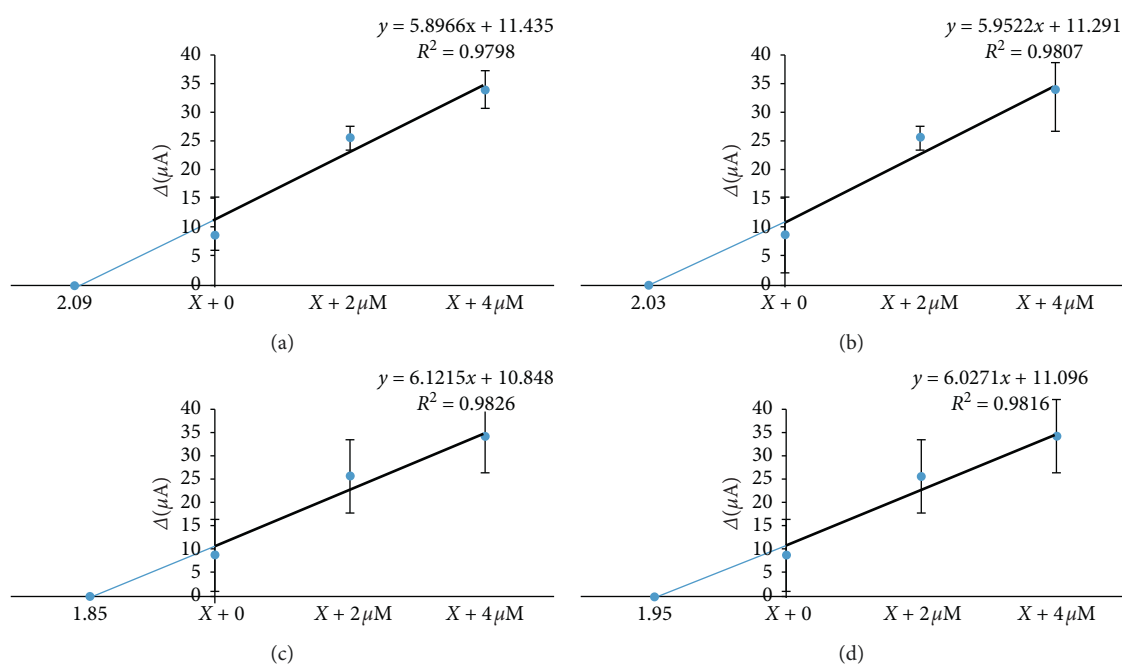 y = 5.8966x + 11.435
R² = 0.9798
40
35
30
25
20
15
10
5
0
Δ(μA)
2.09 X + 0 X + 2 μM X + 4 μM
(a)
y = 5.9522x + 11.291
R² = 0.9807
40
35
30
25
20
15
10
5
0
Δ(μA)
2.03 X + 0 X + 2 μM X + 4 μM
(b)
y = 6.1215x + 10.848
R² = 0.9826
40
35
30
25
20
15
10
5
0
Δ(μA)
1.85 X + 0 X + 2 μM X + 4 μM
(c)
y = 6.0271x + 11.096
R² = 0.9816
40
35
30
25
20
15
10
5
0
Δ(μA)
1.95 X + 0 X + 2 μM X + 4 μM
(d)